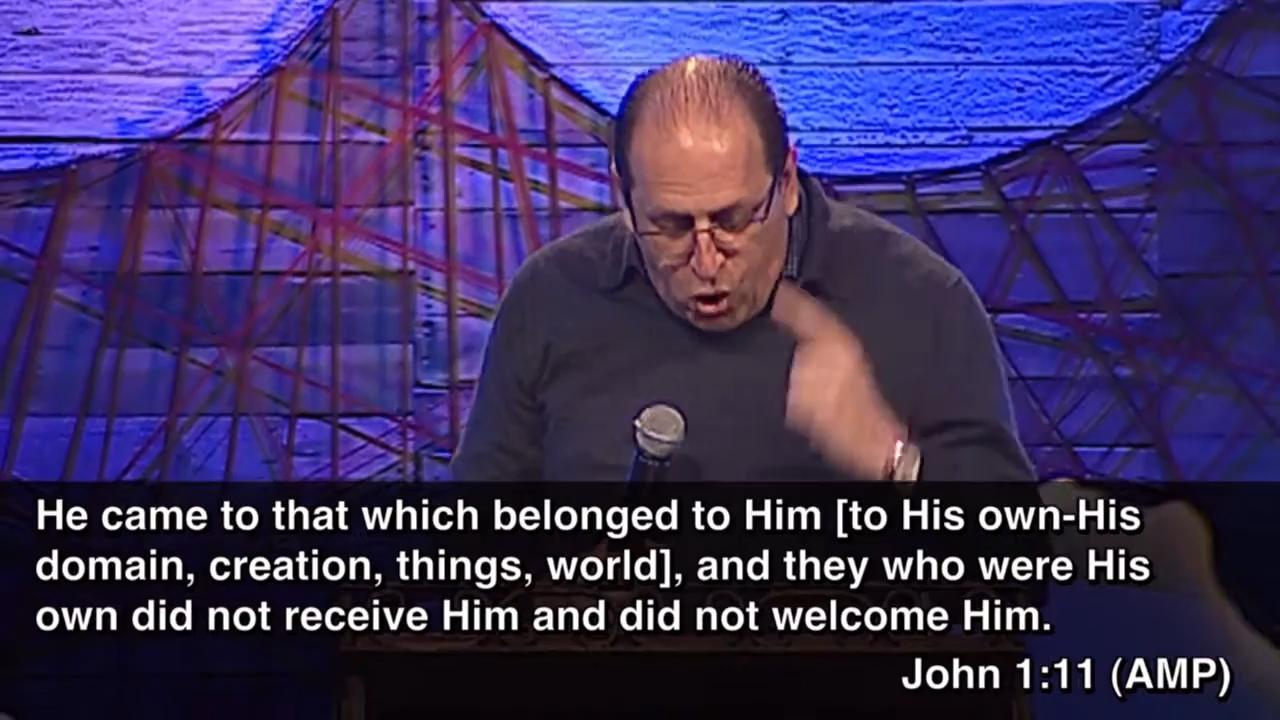 He came to that which belonged to Him [to His own-His
domain, creation, things, world], and they who were His
own did not receive Him and did not welcome Him.
John 1:11 (AMP)